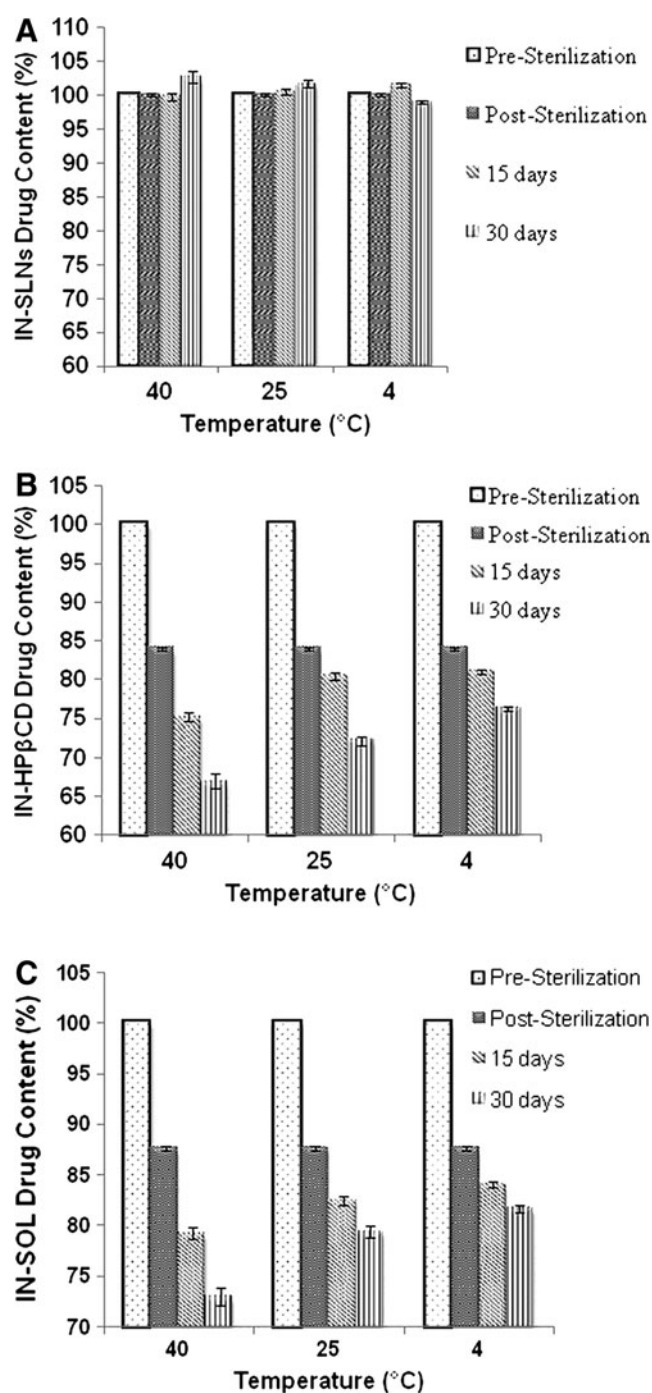 A
IN-SLNs Drug Content (%)
110
105
100
95
90
85
80
75
70
65
60
40
25
4
Temperature (°C)
Pre-Sterilization
Post-Sterilization
15 days
30 days
B
IN-HPβCD Drug Content (%)
105
100
95
90
85
80
75
70
65
60
40
25
4
Temperature (°C)
Pre-Sterilization
Post-Sterilization
15 days
30 days
C
IN-SOL Drug Content (%)
105
100
95
90
85
80
75
70
40
25
4
Temperature (°C)
Pre-Sterilization
Post-Sterilization
15 days
30 days